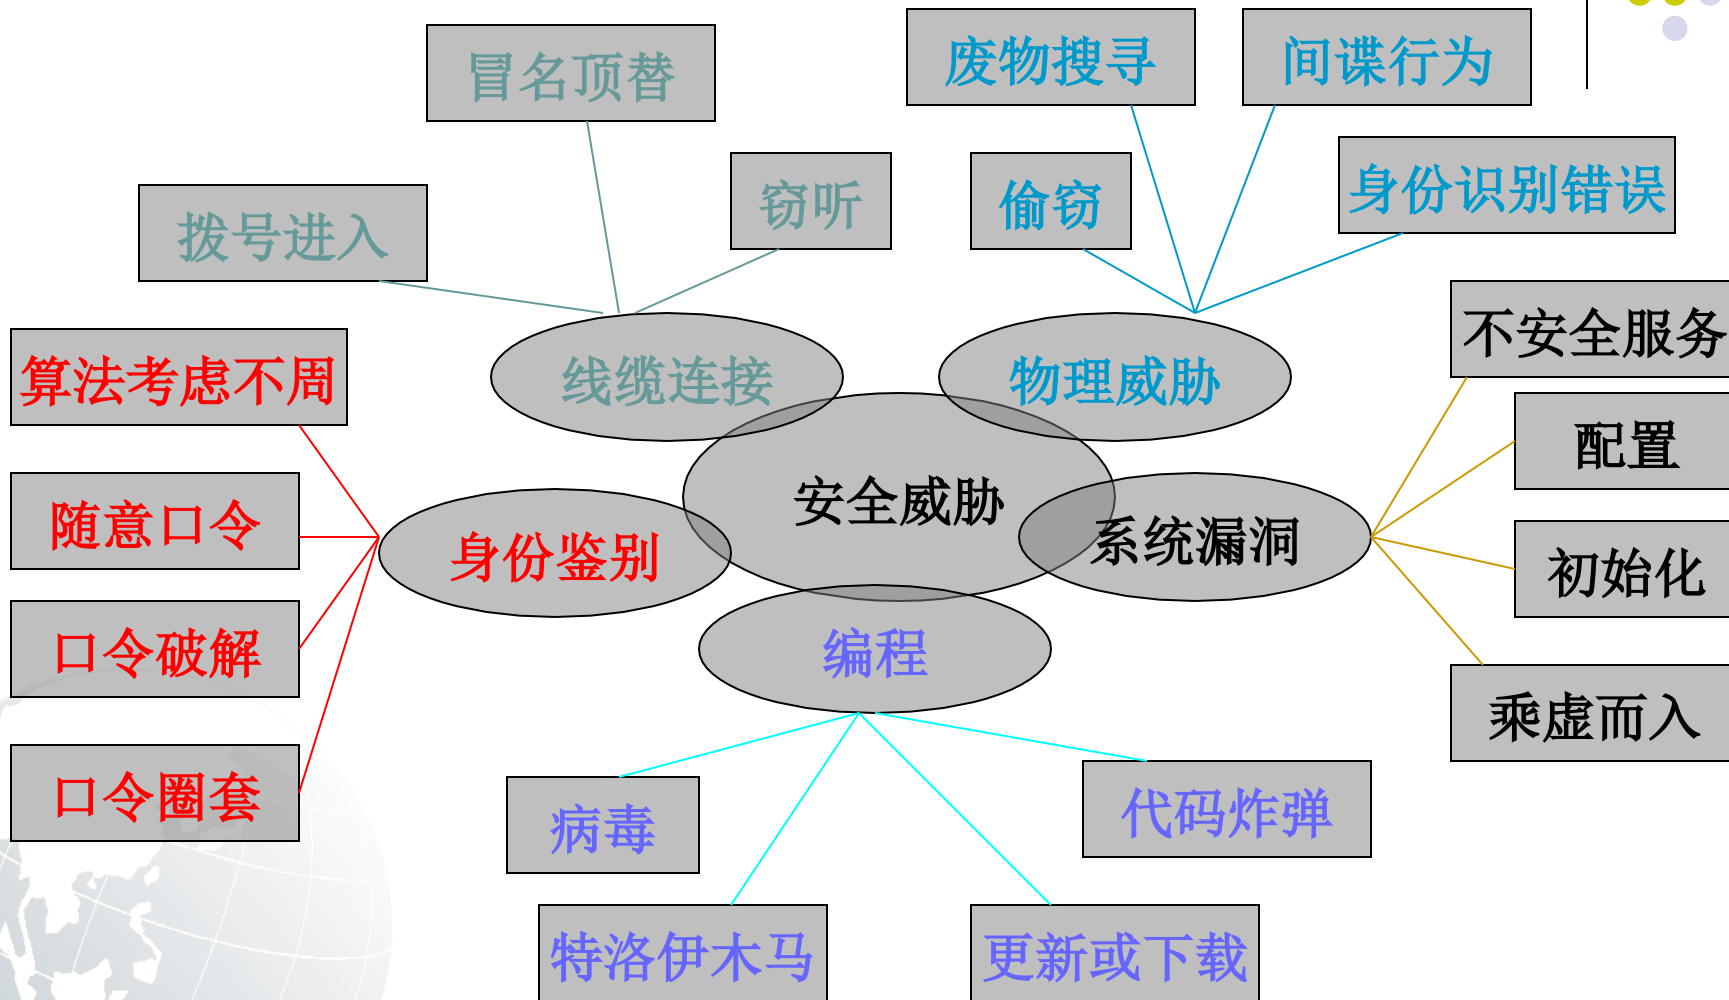 废物搜寻
间谍行为
冒名顶替
窃听
偷窃
身份识别错误
拨号进入
不安全服务
算法考虑不周
线缆连接
物理威胁
配置
安全威胁
随意口令
身份鉴别
系统漏洞
初始化
口令破解
编程
乘虚而入
口令圈套
病毒
代码炸弹
特洛伊木马
更新或下载